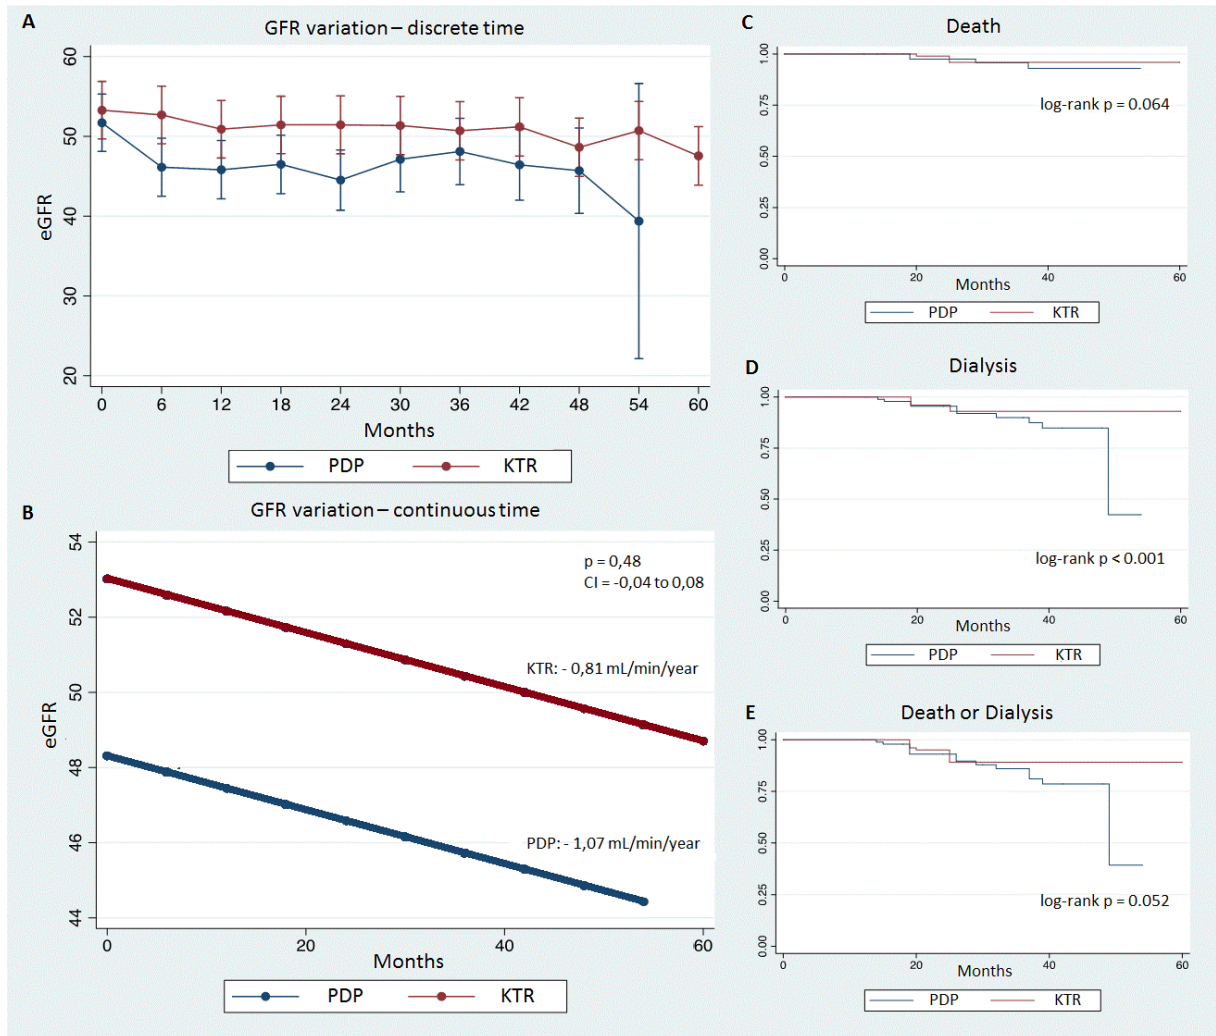 A
GFR variation – discrete time
60
50
40
30
20
eGFR
0 6 12 18 24 30 36 42 48 54 60
Months
PDP KTR
B
GFR variation – continuous time
54
52
50
48
46
44
eGFR
p = 0,48
CI = -0,04 to 0,08
KTR: - 0,81 mL/min/year
PDP: - 1,07 mL/min/year
0 20 40 60
Months
PDP KTR
C
Death
1.00
0.75
0.50
0.25
0.00
log-rank p = 0.064
0 20 40 60
Months
PDP KTR
D
Dialysis
1.00
0.75
0.50
0.25
0.00
log-rank p < 0.001
0 20 40 60
Months
PDP KTR
E
Death or Dialysis
1.00
0.75
0.50
0.25
0.00
log-rank p = 0.052
0 20 40 60
Months
PDP KTR